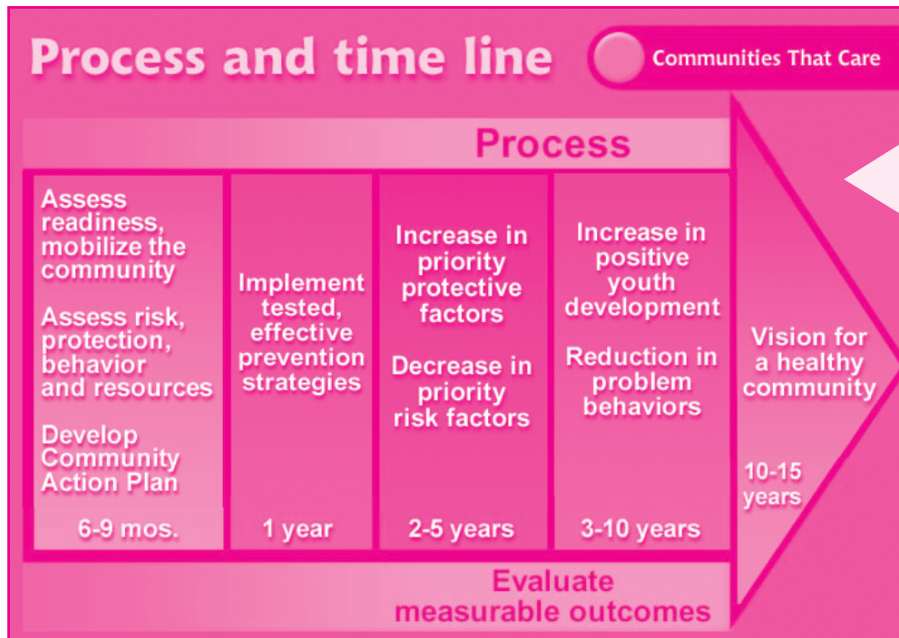 Process and time line
Communities That Care
Process
Assess
readiness,
mobilize the
community
Assess risk,
protection,
behavior
and resources
Develop
Community
Action Plan
6-9 mos.
Implement
tested,
effective
prevention
strategies
1 year
Increase in
priority
protective
factors
Decrease in
priority
risk factors
2-5 years
Increase in
positive
youth
development
Reduction in
problem
behaviors
3-10 years
Vision for
a healthy
community
10-15
years
Evaluate
measurable outcomes